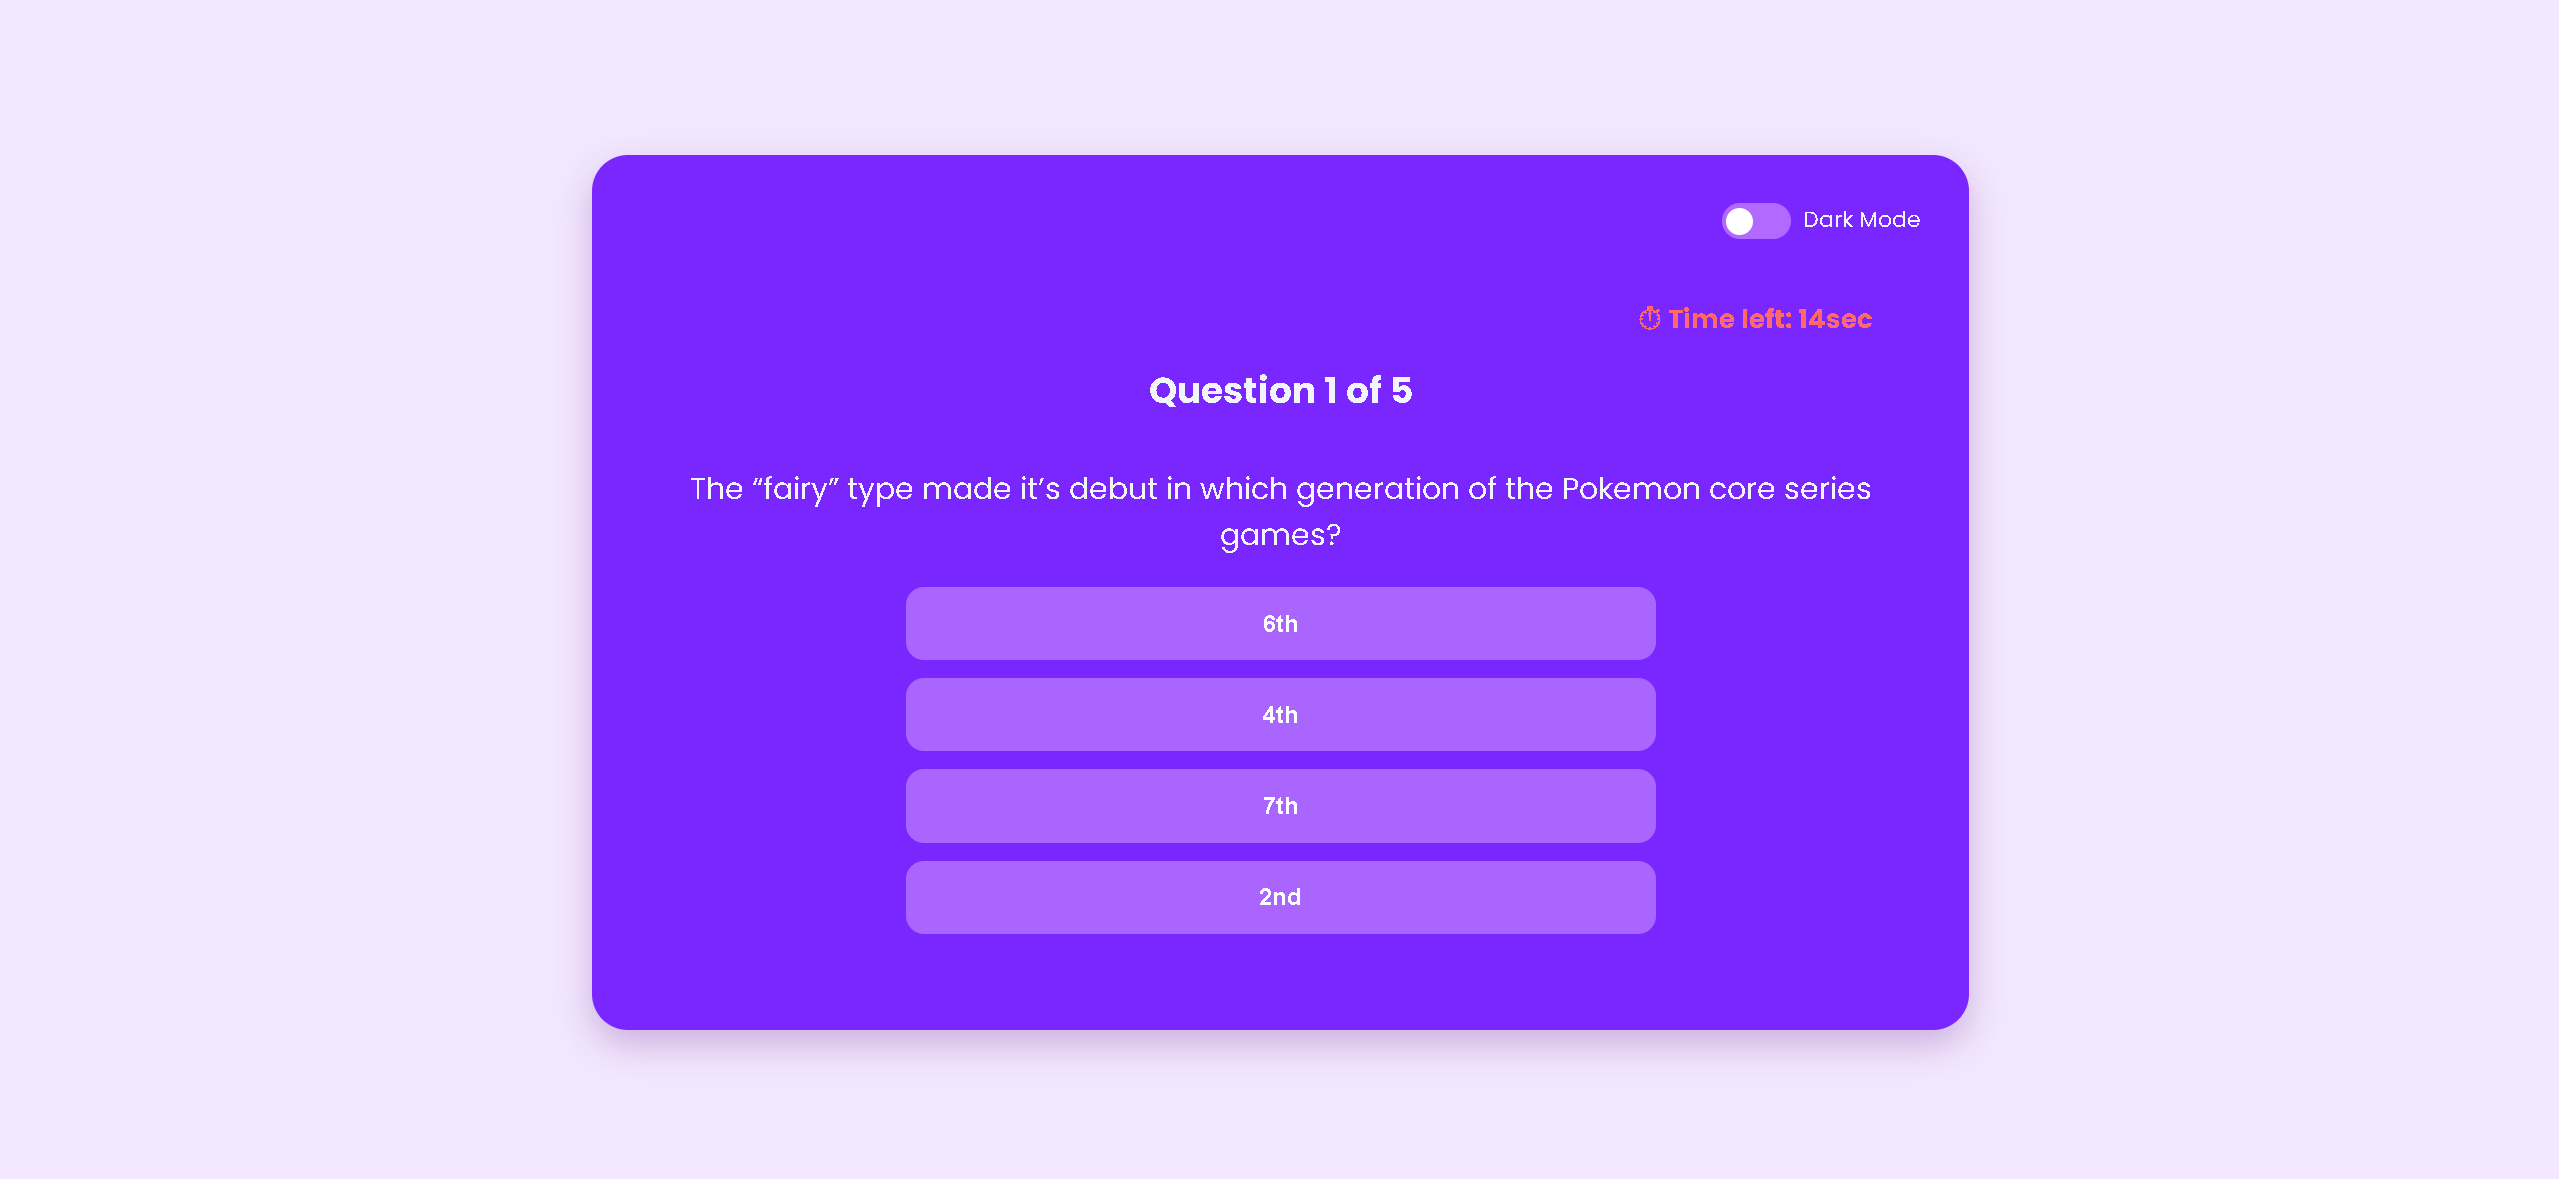 Dark Mode
⏱ Time left: 14sec
Question 1 of 5
The “fairy” type made it’s debut in which generation of the Pokemon core series
games?
6th
4th
7th
2nd